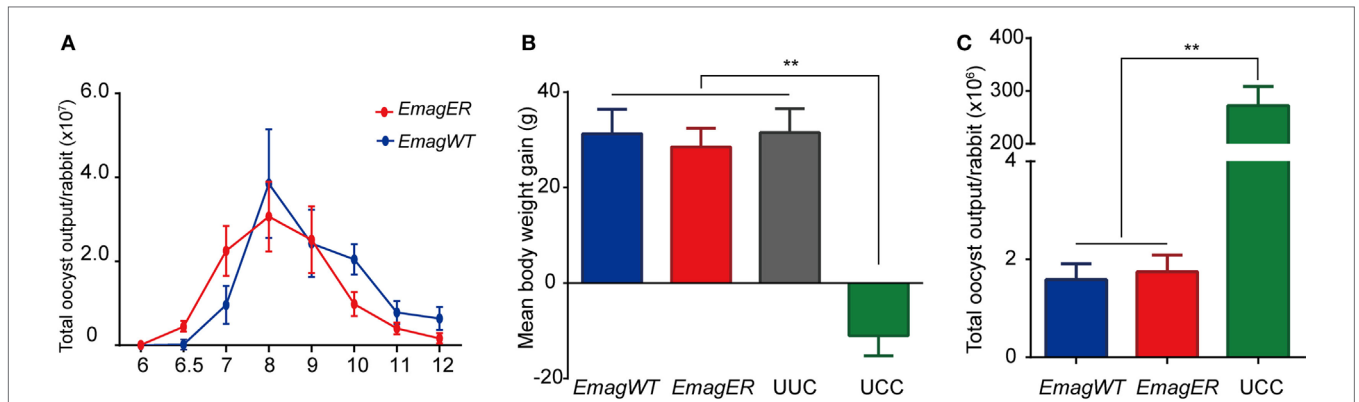 A
Total oocyst output/rabbit (x10⁷)
6.0
4.0
2.0
0
EmagER
EmagWT
6 6.5 7 8 9 10 11 12
B
Mean body weight gain (g)
40
20
0
-20
**
EmagWT EmagER UUC UCC
C
Total oocyst output/rabbit (x10⁶)
400
300
200
4
2
0
**
EmagWT EmagER UCC